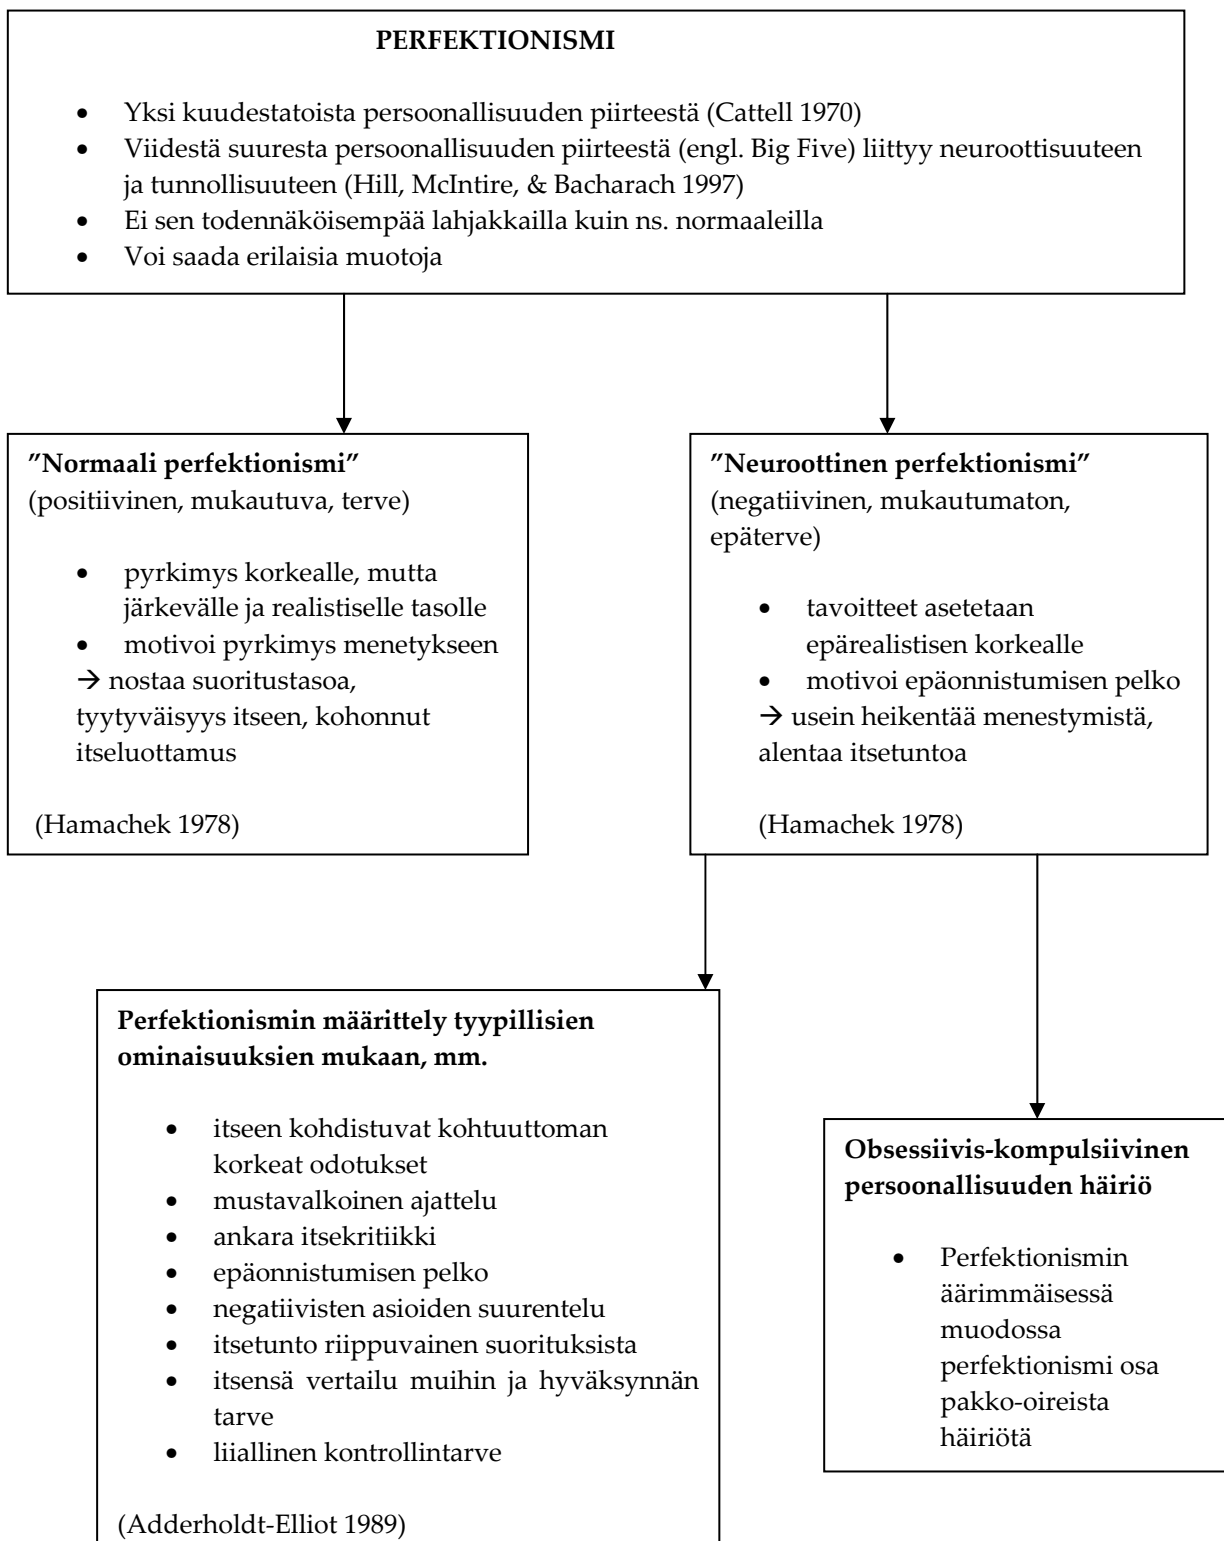 PERFEKTIONISMI
• Yksi kuudestatoista persoonallisuuden piirteestä (Cattell 1970)
• Viidestä suuresta persoonallisuuden piirteestä (engl. Big Five) liittyy neuroottisuuteen
ja tunnollisuuteen (Hill, McIntire, & Bacharach 1997)
• Ei sen todennäköisempää lahjakkailla kuin ns. normaaleilla
• Voi saada erilaisia muotoja
”Normaali perfektionismi”
(positiivinen, mukautuva, terve)
• pyrkimys korkealle, mutta
järkevälle ja realistiselle tasolle
• motivoi pyrkimys menetykseen
→ nostaa suoritustasoa,
tyytyväisyys itseen, kohonnut
itseluottamus
(Hamachek 1978)
”Neuroottinen perfektionismi”
(negatiivinen, mukautumaton,
epäterve)
• tavoitteet asetetaan
epärealistisen korkealle
• motivoi epäonnistumisen pelko
→ usein heikentää menestymistä,
alentaa itsetuntoa
(Hamachek 1978)
Perfektionismin määrittely tyypillisien
ominaisuuksien mukaan, mm.
• itseen kohdistuvat kohtuuttoman
korkeat odotukset
• mustavalkoinen ajattelu
• ankara itsekritiikki
• epäonnistumisen pelko
• negatiivisten asioiden suurentelu
• itsetunto riippuvainen suorituksista
• itsensä vertailu muihin ja hyväksynnän
tarve
• liiallinen kontrollintarve
(Adderholdt-Elliot 1989)
Obsessiivis-kompulsiivinen
persoonallisuuden häiriö
• Perfektionismin
äärimmäisessä
muodossa
perfektionismi osa
pakko-oireista
häiriötä